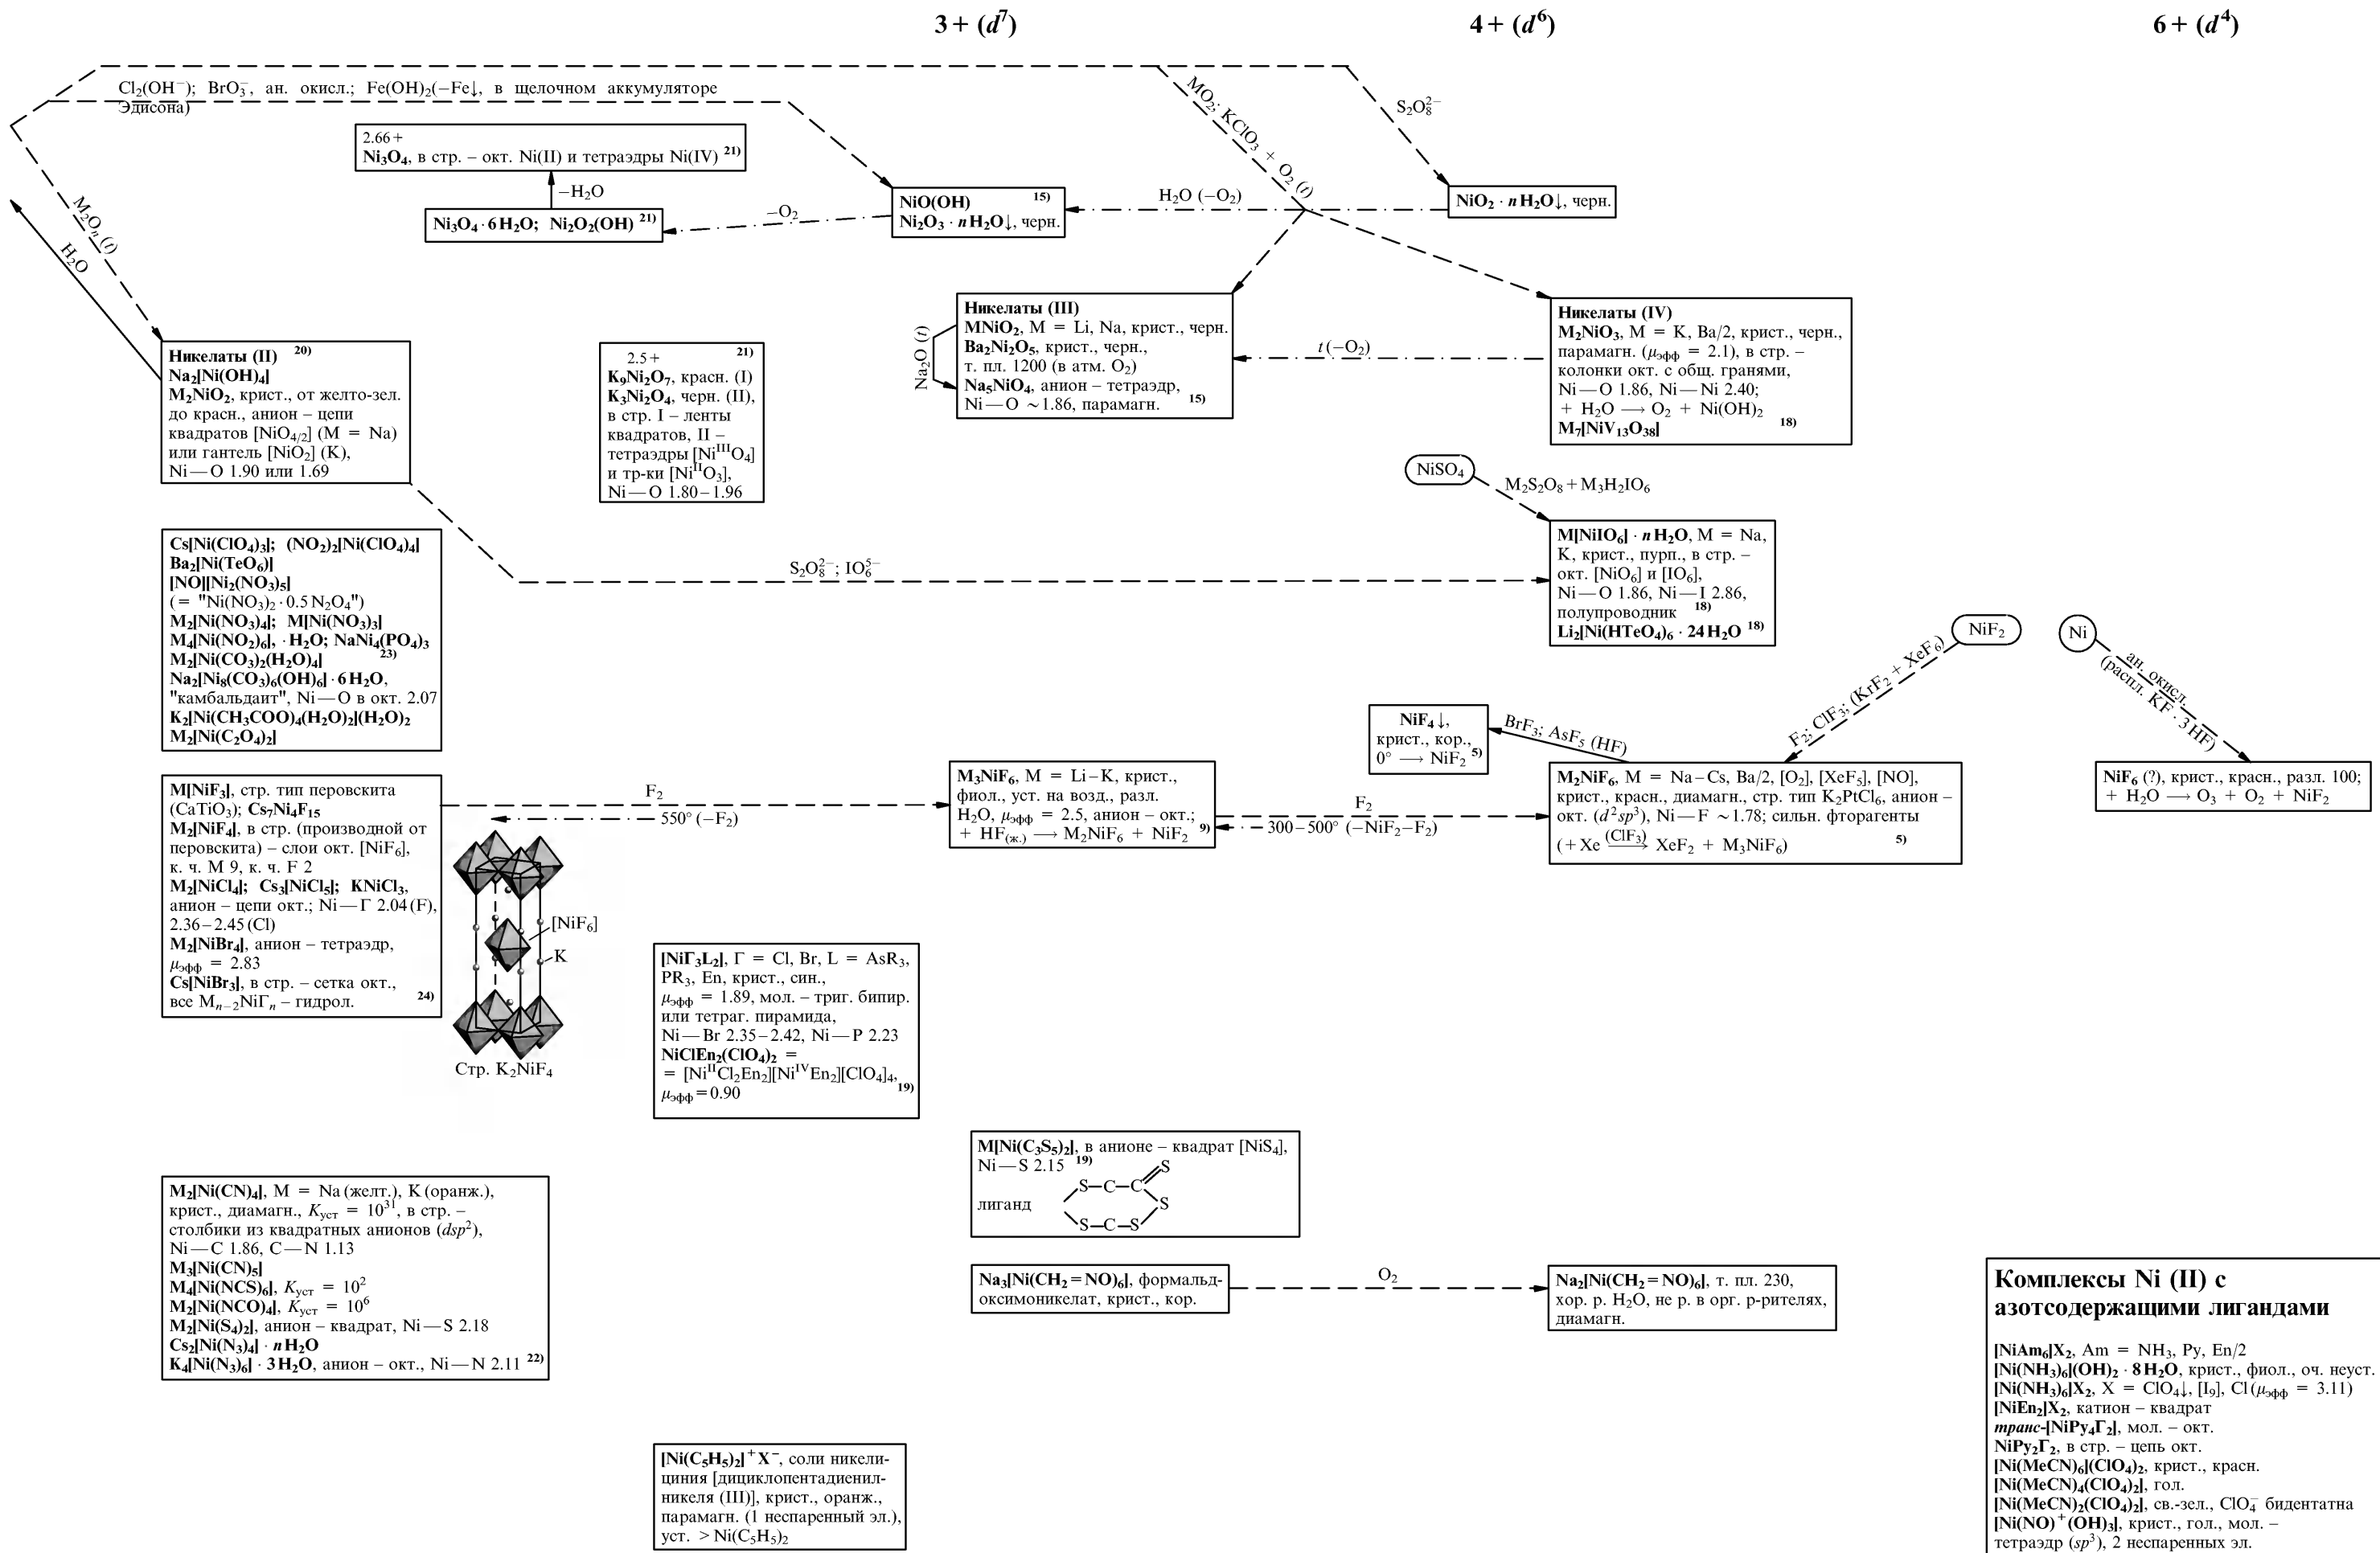 3+ (d⁷)
4+ (d⁶)
6+ (d⁴)
Cl₂(OH⁻); BrO₃⁻, ан. окисл.; Fe(OH)₂(−Fe↓, в щелочном аккумуляторе
Эдисона)
MO₂; KClO₃ + O₂ (t)
S₂O₈²⁻
2.66+
Ni₃O₄, в стр. – окт. Ni(II) и тетраэдры Ni(IV) ²¹⁾
−H₂O
Ni₃O₄ · 6H₂O; Ni₂O₂(OH) ²¹⁾
−O₂
NiO(OH) ¹⁵⁾
Ni₂O₃ · nH₂O↓, черн.
H₂O (−O₂)
NiO₂ · nH₂O↓, черн.
M₂Oₙ (t)
H₂O
Никелаты (II) ²⁰⁾
Na₂[Ni(OH)₄]
M₂NiO₂, крист., от желто-зел.
до красн., анион – цепи
квадратов [NiO₄/₂] (M = Na)
или гантель [NiO₂] (K),
Ni—O 1.90 или 1.69
2.5+ ²¹⁾
K₉Ni₂O₇, красн. (I)
K₃Ni₂O₄, черн. (II),
в стр. I – ленты
квадратов, II –
тетраэдры [NiᴵᴵᴵO₄]
и тр-ки [NiᴵᴵO₃],
Ni—O 1.80–1.96
Na₂O (t)
Никелаты (III)
MNiO₂, M = Li, Na, крист., черн.
Ba₂Ni₂O₅, крист., черн.,
т. пл. 1200 (в атм. O₂)
Na₅NiO₄, анион – тетраэдр,
Ni—O ~1.86, парамагн. ¹⁵⁾
t (−O₂)
Никелаты (IV)
M₂NiO₃, M = K, Ba/2, крист., черн.,
парамагн. (μэфф = 2.1), в стр. –
колонки окт. с общ. гранями,
Ni—O 1.86, Ni—Ni 2.40;
+ H₂O ⟶ O₂ + Ni(OH)₂
M₇[NiV₁₃O₃₈] ¹⁸⁾
NiSO₄
M₂S₂O₈ + M₃H₂IO₆
Cs[Ni(ClO₄)₃]; (NO₂)₂[Ni(ClO₄)₄]
Ba₂[Ni(TeO₆)]
[NO][Ni₂(NO₃)₅]
(= "Ni(NO₃)₂ · 0.5 N₂O₄")
M₂[Ni(NO₃)₄]; M[Ni(NO₃)₃]
M₄[Ni(NO₂)₆], · H₂O; NaNi₄(PO₄)₃
M₂[Ni(CO₃)₂(H₂O)₄] ²³⁾
Na₂[Ni₈(CO₃)₆(OH)₆] · 6H₂O,
"камбальдаит", Ni—O в окт. 2.07
K₂[Ni(CH₃COO)₄(H₂O)₂](H₂O)₂
M₂[Ni(C₂O₄)₂]
S₂O₈²⁻; IO₆⁵⁻
M[NiIO₆] · nH₂O, M = Na,
K, крист., пурп., в стр. –
окт. [NiO₆] и [IO₆],
Ni—O 1.86, Ni—I 2.86,
полупроводник ¹⁸⁾
Li₂[Ni(HTeO₄)₆ · 24H₂O ¹⁸⁾
NiF₂
F₂; ClF₃; (KrF₂ + XeF₆)
Ni
ан. окисл.
(распл. KF · 3HF)
NiF₄↓,
крист., кор.,
0° ⟶ NiF₂ ⁵⁾
BrF₃; AsF₅ (HF)
M[NiF₃], стр. тип перовскита
(CaTiO₃); Cs₇Ni₄F₁₅
M₂[NiF₄], в стр. (производной от
перовскита) – слои окт. [NiF₆],
к. ч. M 9, к. ч. F 2
M₂[NiCl₄]; Cs₃[NiCl₅]; KNiCl₃,
анион – цепи окт.; Ni—Г 2.04 (F),
2.36–2.45 (Cl)
M₂[NiBr₄], анион – тетраэдр,
μэфф = 2.83
Cs[NiBr₃], в стр. – сетка окт.,
все Mₙ₋₂NiГₙ – гидрол. ²⁴⁾
F₂
550° (−F₂)
[NiF₆]
K
Стр. K₂NiF₄
M₃NiF₆, M = Li–K, крист.,
фиол., уст. на возд., разл.
H₂O, μэфф = 2.5, анион – окт.;
+ HF(ж.) ⟶ M₂NiF₆ + NiF₂ ⁹⁾
F₂
300–500° (−NiF₂−F₂)
M₂NiF₆, M = Na–Cs, Ba/2, [O₂], [XeF₅], [NO],
крист., красн., диамагн., стр. тип K₂PtCl₆, анион –
окт. (d²sp³), Ni—F ~1.78; сильн. фторагенты
(+Xe (ClF₃)⟶ XeF₂ + M₃NiF₆) ⁵⁾
NiF₆ (?), крист., красн., разл. 100;
+ H₂O ⟶ O₃ + O₂ + NiF₂
[NiГ₃L₂], Г = Cl, Br, L = AsR₃,
PR₃, En, крист., син.,
μэфф = 1.89, мол. – триг. бипир.
или тетраг. пирамида,
Ni—Br 2.35–2.42, Ni—P 2.23
NiClEn₂(ClO₄)₂ =
= [NiᴵᴵCl₂En₂][NiᴵⱽEn₂][ClO₄]₄,
μэфф = 0.90 ¹⁹⁾
M[Ni(C₃S₅)₂], в анионе – квадрат [NiS₄],
Ni—S 2.15 ¹⁹⁾
лиганд
S
S–C–C
S
S–C–S
M₂[Ni(CN)₄], M = Na (желт.), K (оранж.),
крист., диамагн., Kуст = 10³¹, в стр. –
столбики из квадратных анионов (dsp²),
Ni—C 1.86, C—N 1.13
M₃[Ni(CN)₅]
M₄[Ni(NCS)₆], Kуст = 10²
M₂[Ni(NCO)₄], Kуст = 10⁶
M₂[Ni(S₄)₂], анион – квадрат, Ni—S 2.18
Cs₂[Ni(N₃)₄] · nH₂O
K₄[Ni(N₃)₆] · 3H₂O, анион – окт., Ni—N 2.11 ²²⁾
Na₃[Ni(CH₂=NO)₆], формальд-
оксимоникелат, крист., кор.
O₂
Na₂[Ni(CH₂=NO)₆], т. пл. 230,
хор. р. H₂O, не р. в орг. р-рителях,
диамагн.
[Ni(C₅H₅)₂]⁺X⁻, соли никели-
циния [дициклопентадиенил-
никеля (III)], крист., оранж.,
парамагн. (1 неспаренный эл.),
уст. > Ni(C₅H₅)₂
Комплексы Ni (II) с
азотсодержащими лигандами
[NiAm₆]X₂, Am = NH₃, Py, En/2
[Ni(NH₃)₆](OH)₂ · 8H₂O, крист., фиол., оч. неуст.
[Ni(NH₃)₆]X₂, X = ClO₄↓, [I₉], Cl (μэфф = 3.11)
[NiEn₂]X₂, катион – квадрат
транс-[NiPy₄Г₂], мол. – окт.
NiPy₂Г₂, в стр. – цепь окт.
[Ni(MeCN)₆](ClO₄)₂, крист., красн.
[Ni(MeCN)₄(ClO₄)₂], гол.
[Ni(MeCN)₂(ClO₄)₂], св.-зел., ClO₄⁻ бидентатна
[Ni(NO)⁺(OH)₃], крист., гол., мол. –
тетраэдр (sp³), 2 неспаренных эл.